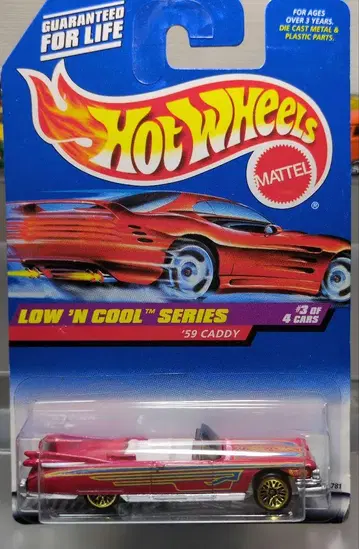 GUARANTEED
FOR LIFE
FOR AGES
OVER 3 YEARS.
DIE CAST METAL &
PLASTIC PARTS.
HOT WHEELS
MATTEL
®
LOW 'N COOL™ SERIES
#3 OF
4 CARS
'59 CADDY
781